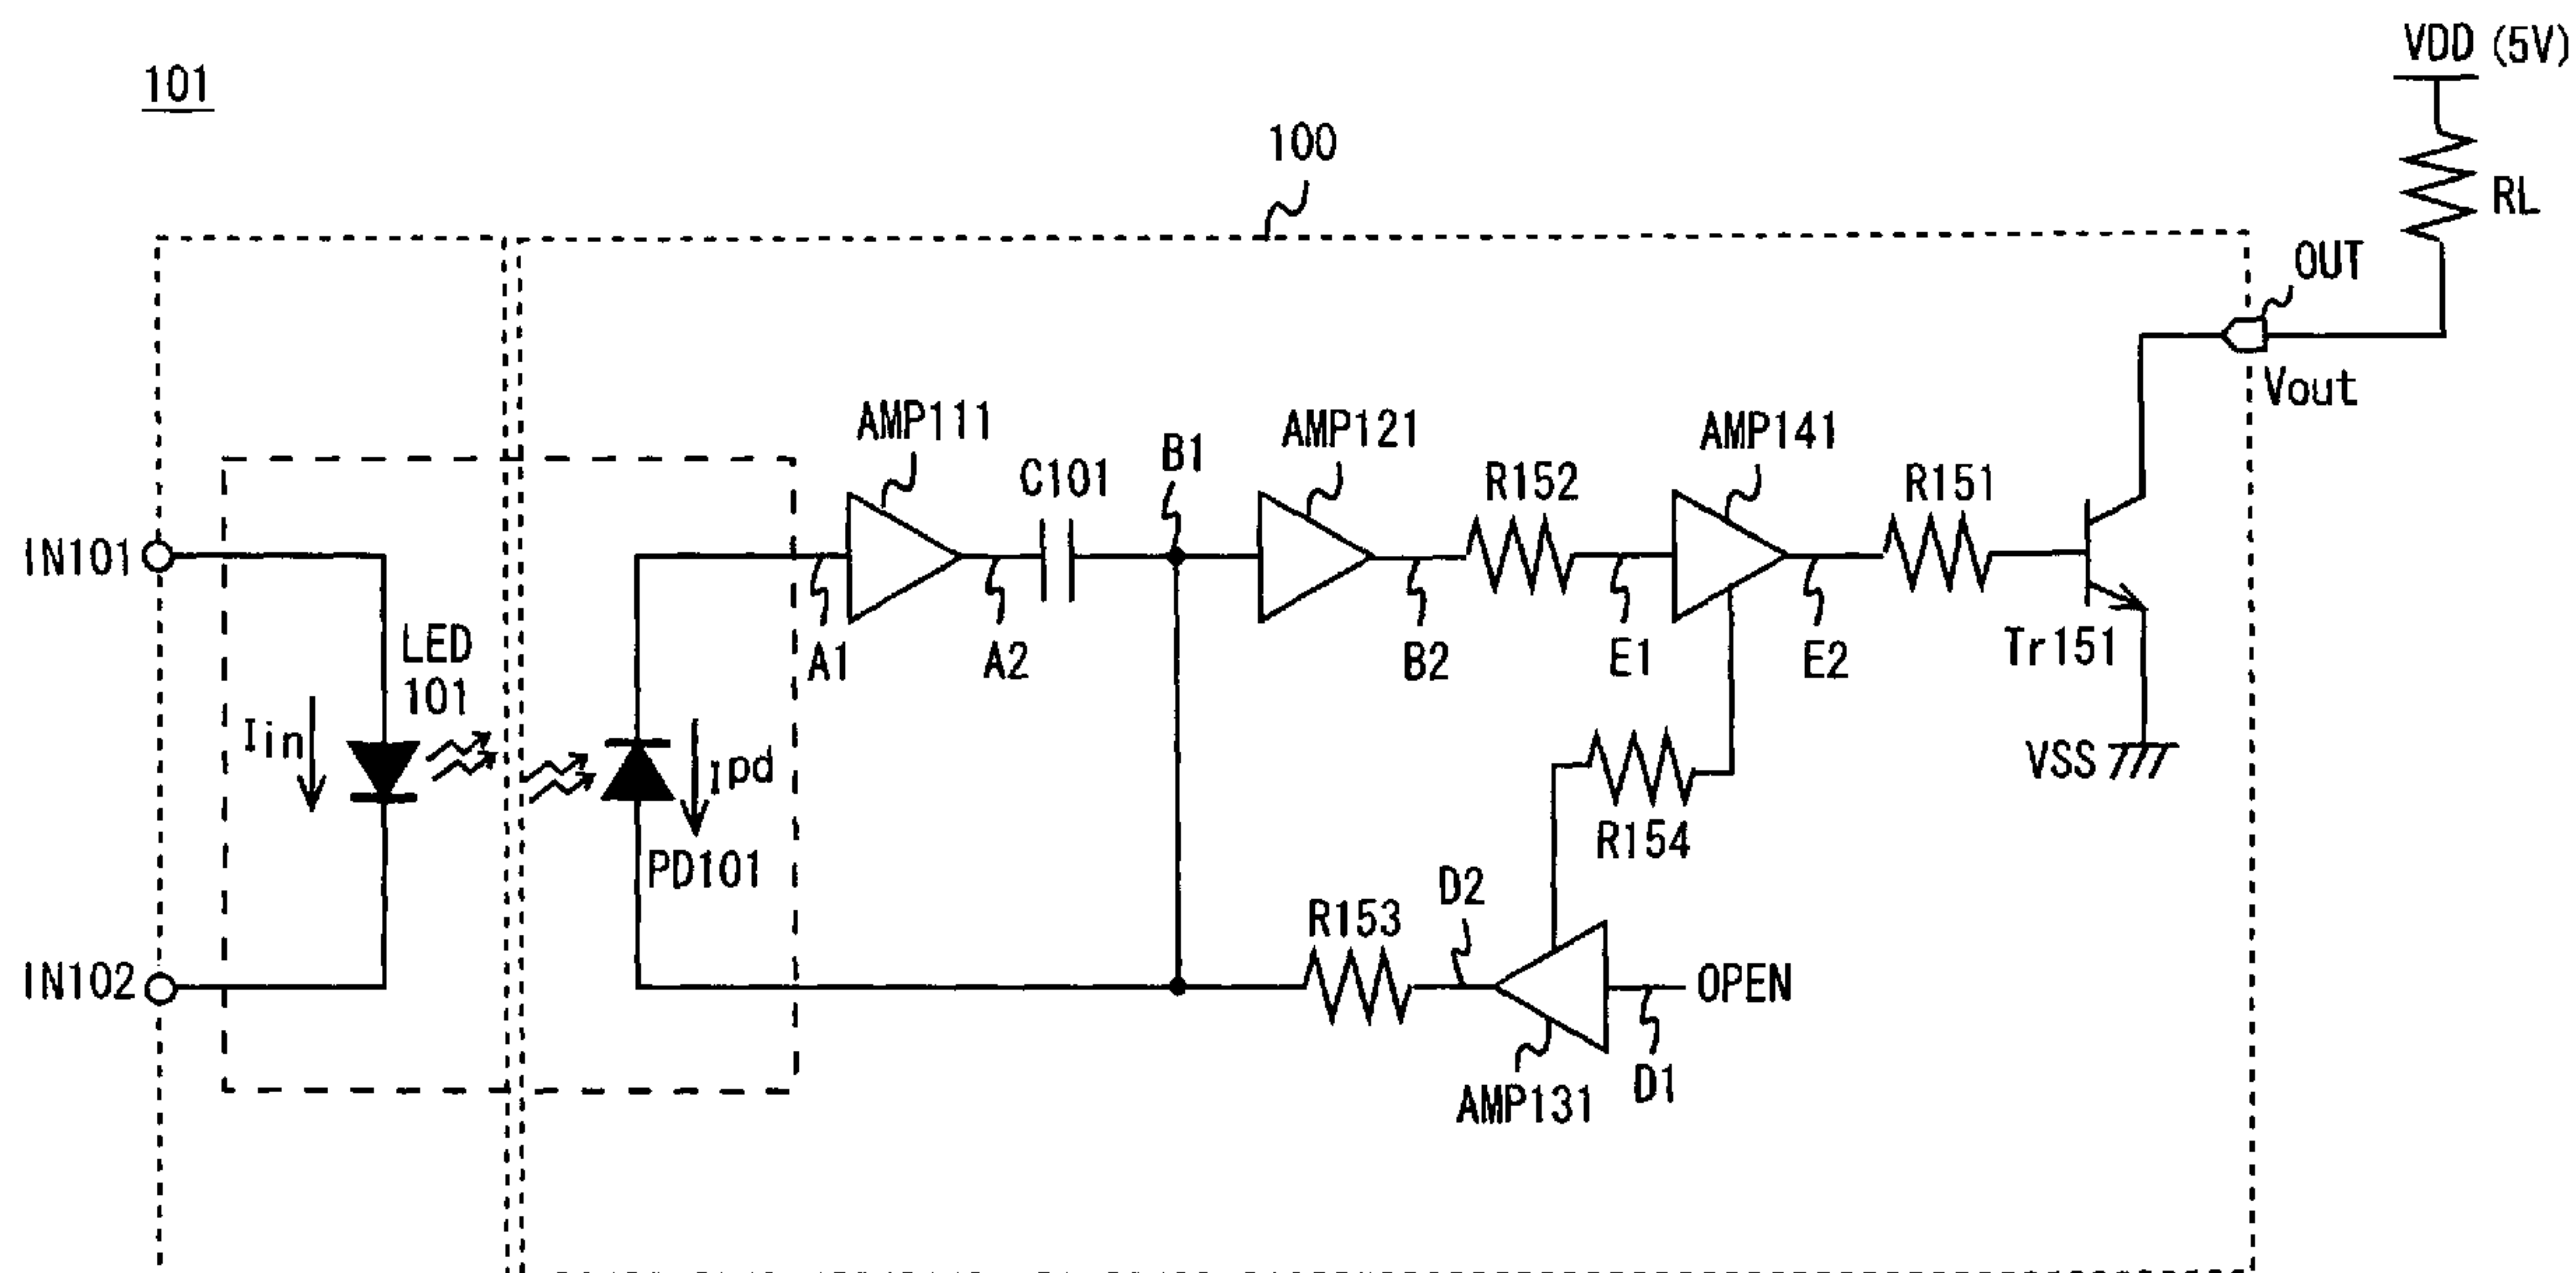 VDD (5V)
101
100
RL
OUT
Vout
AMP111
AMP121
AMP141
B1
C101
R152
R151
IN101
A1
A2
B2
E1
E2
Tr151
LED
101
Iin
Ipd
PD101
VSS
R154
D2
R153
OPEN
IN102
D1
AMP131